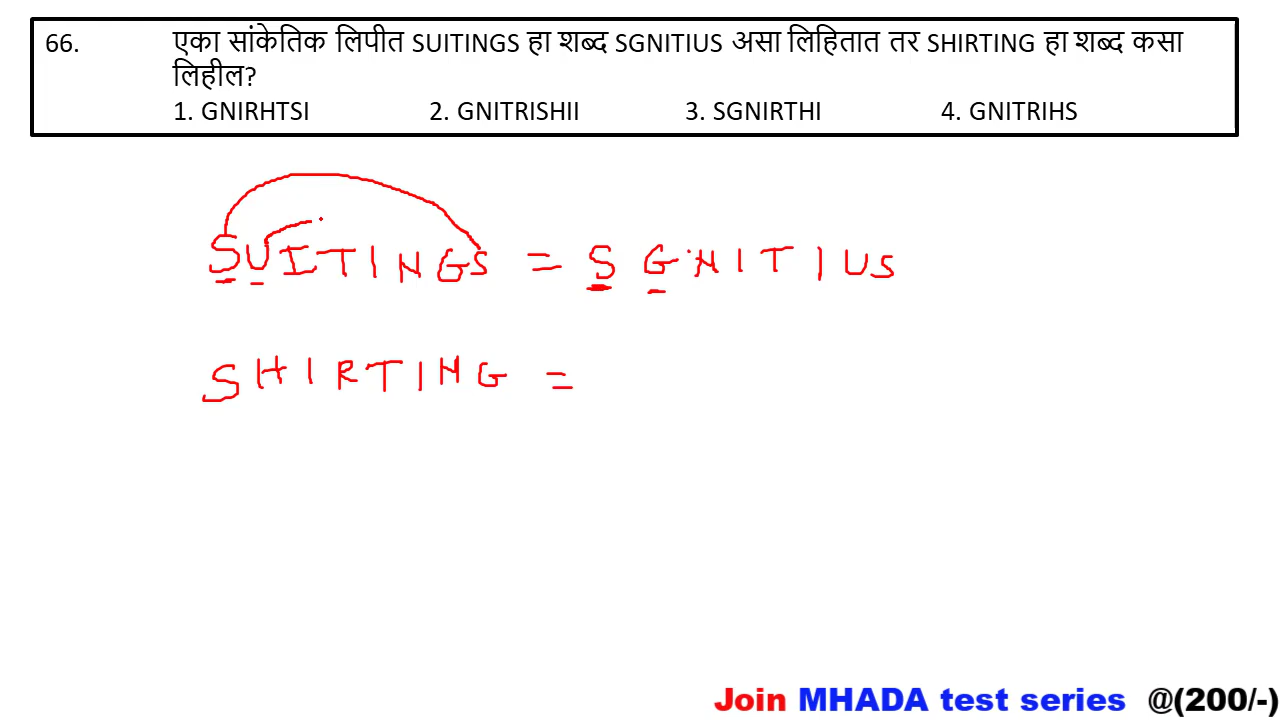 66. एका सांकेतिक लिपीत SUITINGS हा शब्द SGNITIUS असा लिहितात तर SHIRTING हा शब्द कसा
लिहील?
1. GNIRHTSI 2. GNITRISHII 3. SGNIRTHI 4. GNITRIHS
SUITINGS = SGNITIUS
SHIRTING =
Join MHADA test series @(200/-)